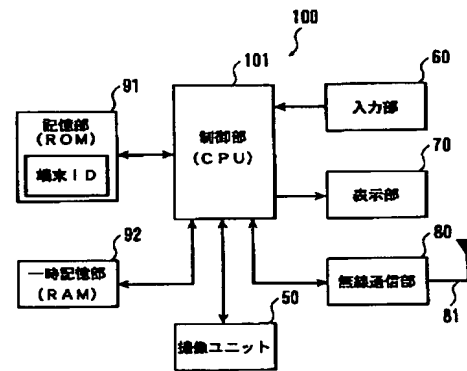 100
101
制御部
(CPU)
91
記憶部
(ROM)
端末ID
92
一時記憶部
(RAM)
60
入力部
70
表示部
80
無線通信部
81
50
撮像ユニット